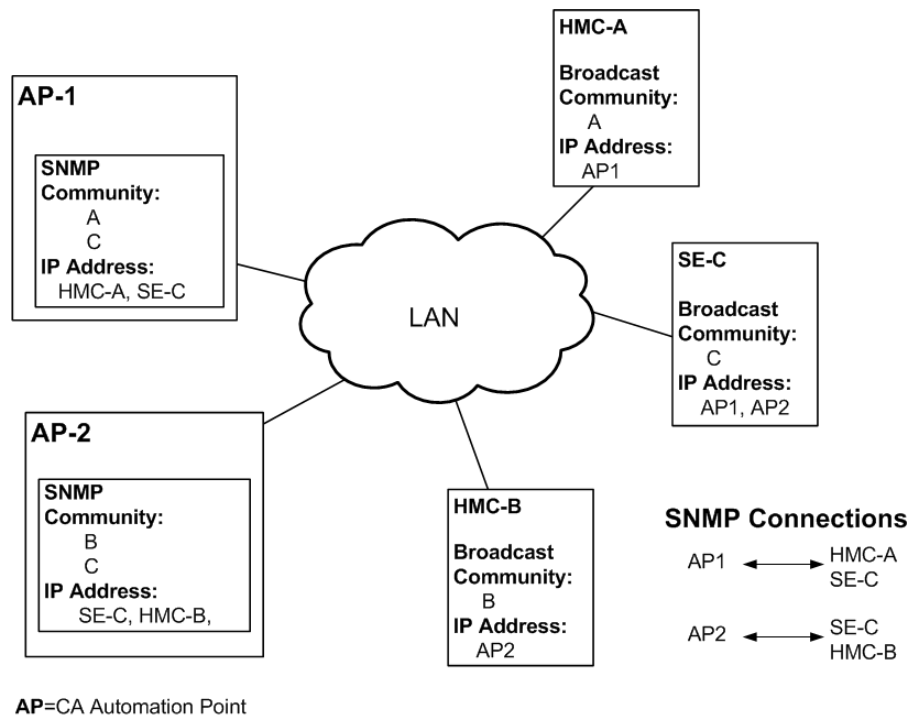 AP-1
SNMP
Community:
A
C
IP Address:
HMC-A, SE-C
HMC-A
Broadcast
Community:
A
IP Address:
AP1
LAN
SE-C
Broadcast
Community:
C
IP Address:
AP1, AP2
AP-2
SNMP
Community:
B
C
IP Address:
SE-C, HMC-B,
HMC-B
Broadcast
Community:
B
IP Address:
AP2
SNMP Connections
AP1 HMC-A
SE-C
AP2 SE-C
HMC-B
AP=CA Automation Point